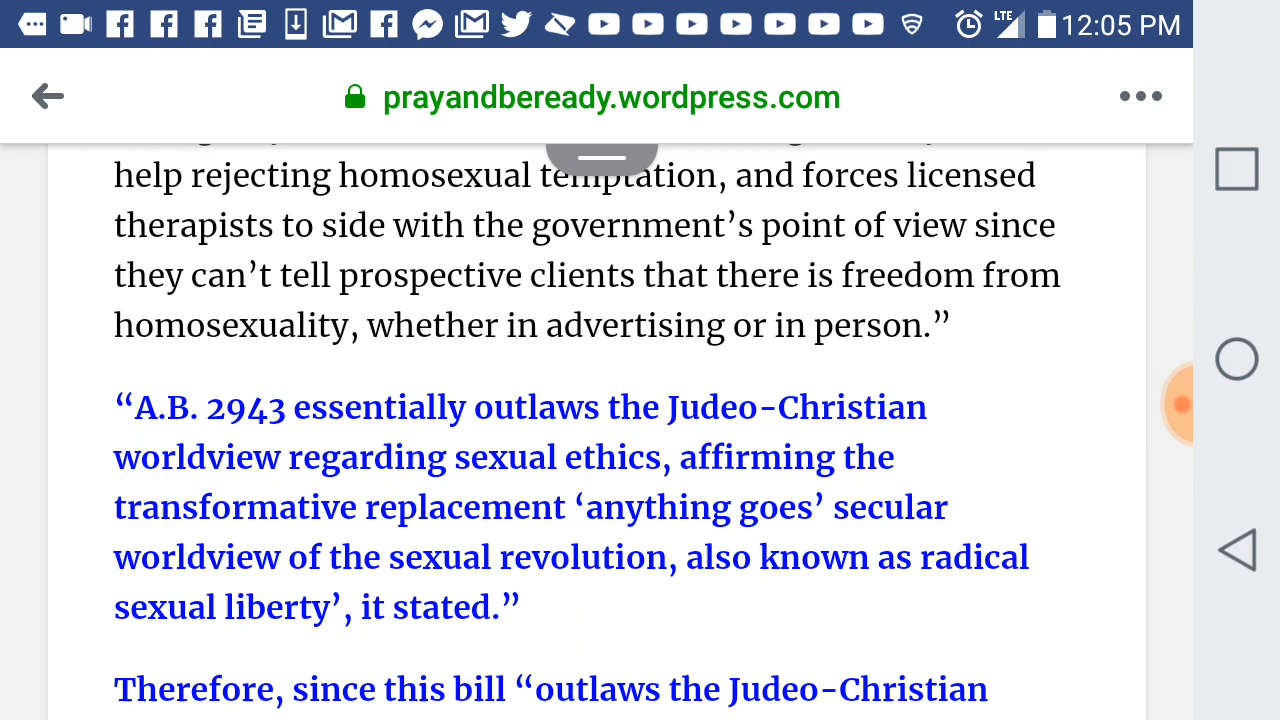 LTE 12:05 PM
prayandbeready.wordpress.com
help rejecting homosexual temptation, and forces licensed
therapists to side with the government’s point of view since
they can’t tell prospective clients that there is freedom from
homosexuality, whether in advertising or in person.”
“A.B. 2943 essentially outlaws the Judeo-Christian
worldview regarding sexual ethics, affirming the
transformative replacement ‘anything goes’ secular
worldview of the sexual revolution, also known as radical
sexual liberty’, it stated.”
Therefore, since this bill “outlaws the Judeo-Christian